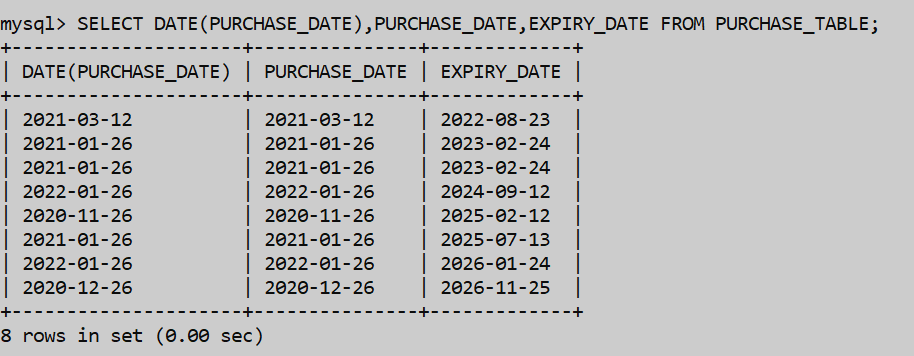 mysql> SELECT DATE(PURCHASE_DATE),PURCHASE_DATE,EXPIRY_DATE FROM PURCHASE_TABLE;
+---------------------+---------------+-------------+
| DATE(PURCHASE_DATE) | PURCHASE_DATE | EXPIRY_DATE |
+---------------------+---------------+-------------+
| 2021-03-12          | 2021-03-12    | 2022-08-23  |
| 2021-01-26          | 2021-01-26    | 2023-02-24  |
| 2021-01-26          | 2021-01-26    | 2023-02-24  |
| 2022-01-26          | 2022-01-26    | 2024-09-12  |
| 2020-11-26          | 2020-11-26    | 2025-02-12  |
| 2021-01-26          | 2021-01-26    | 2025-07-13  |
| 2022-01-26          | 2022-01-26    | 2026-01-24  |
| 2020-12-26          | 2020-12-26    | 2026-11-25  |
+---------------------+---------------+-------------+
8 rows in set (0.00 sec)